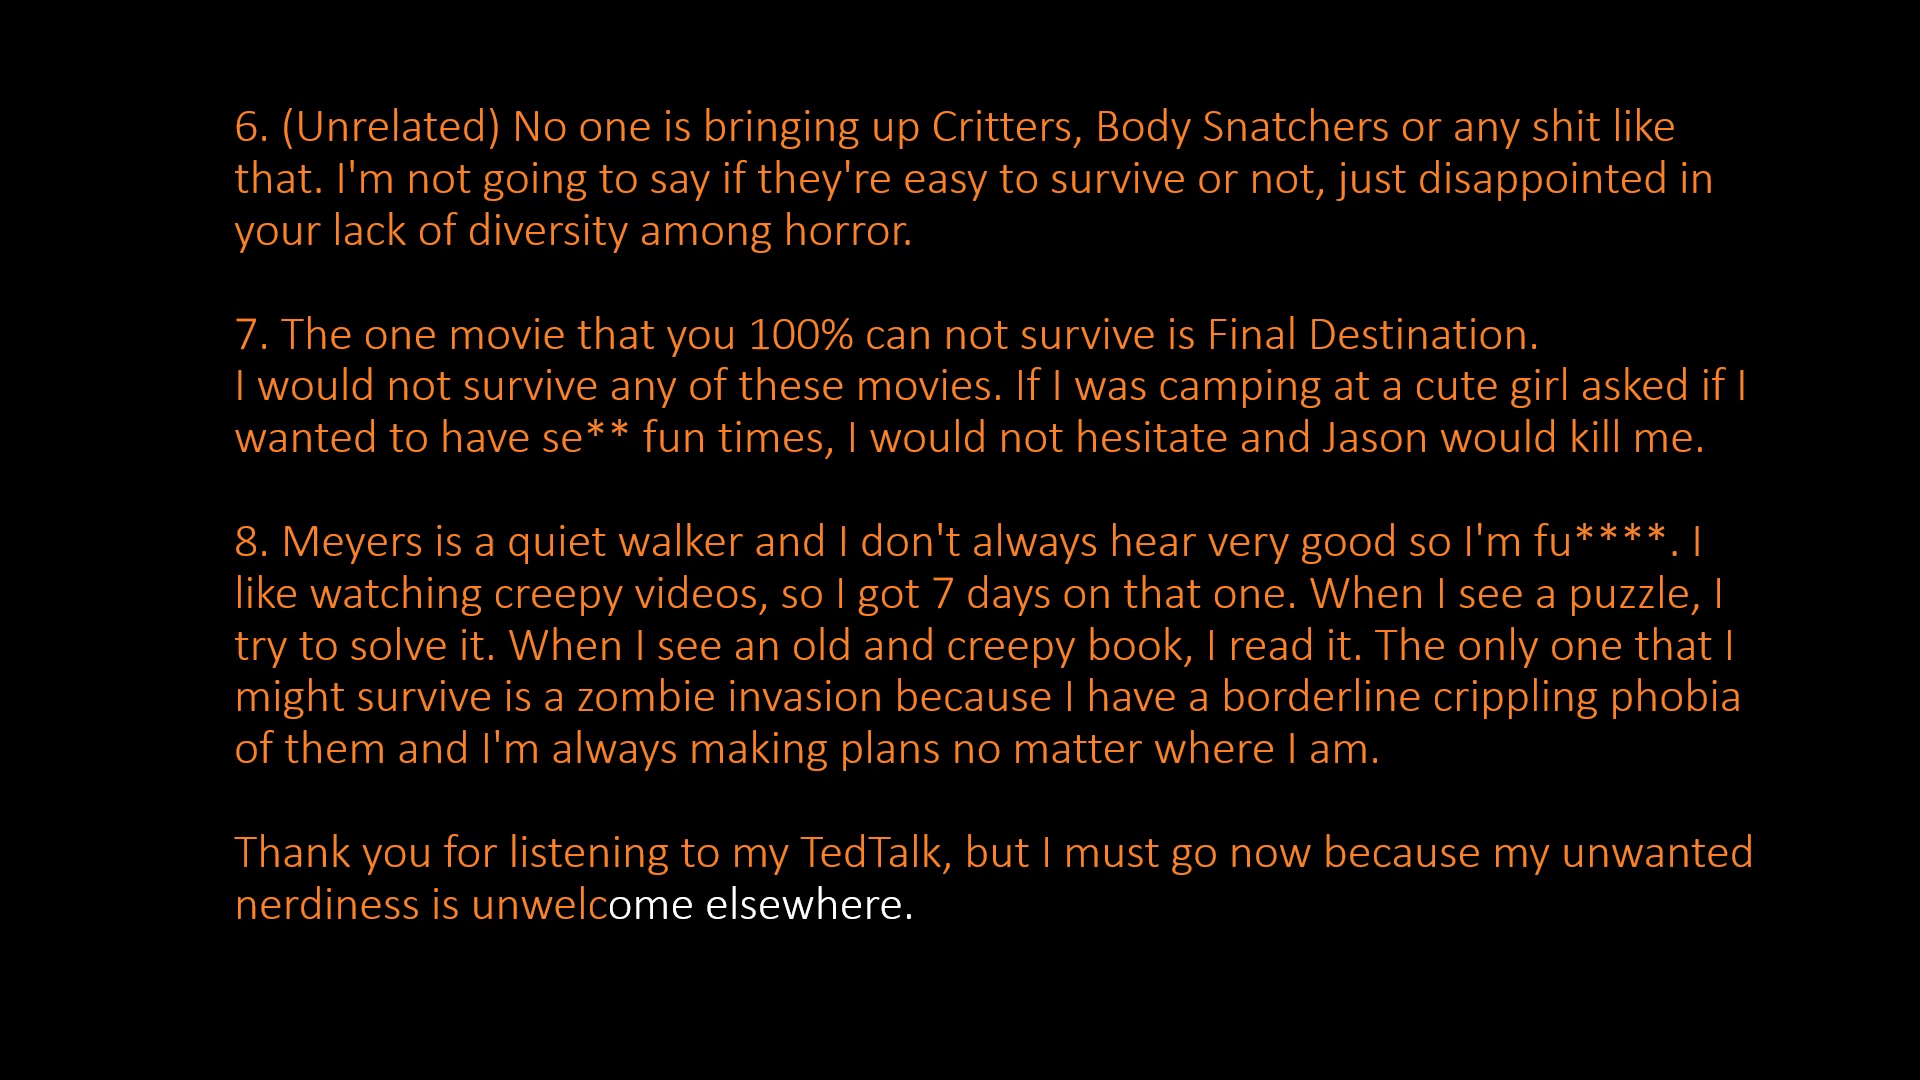 6. (Unrelated) No one is bringing up Critters, Body Snatchers or any shit like
that. I'm not going to say if they're easy to survive or not, just disappointed in
your lack of diversity among horror.
7. The one movie that you 100% can not survive is Final Destination.
I would not survive any of these movies. If I was camping at a cute girl asked if I
wanted to have se** fun times, I would not hesitate and Jason would kill me.
8. Meyers is a quiet walker and I don't always hear very good so I'm fu****. I
like watching creepy videos, so I got 7 days on that one. When I see a puzzle, I
try to solve it. When I see an old and creepy book, I read it. The only one that I
might survive is a zombie invasion because I have a borderline crippling phobia
of them and I'm always making plans no matter where I am.
Thank you for listening to my TedTalk, but I must go now because my unwanted
nerdiness is unwelcome elsewhere.